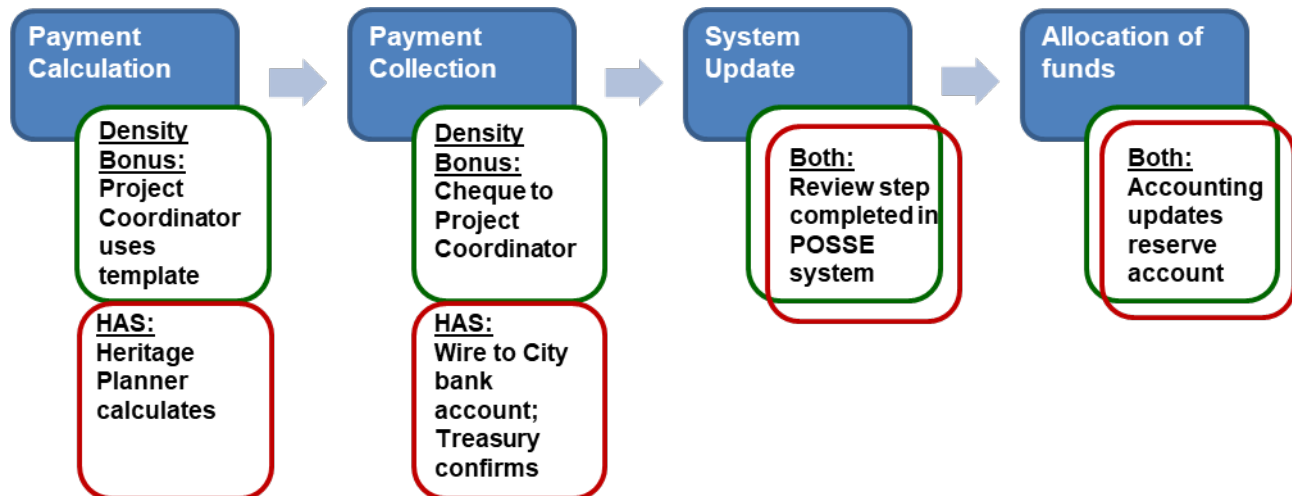 Payment
Calculation
Density
Bonus:
Project
Coordinator
uses
template
HAS:
Heritage
Planner
calculates
Payment
Collection
Density
Bonus:
Cheque to
Project
Coordinator
HAS:
Wire to City
bank
account;
Treasury
confirms
System
Update
Both:
Review step
completed in
POSSE
system
Allocation of
funds
Both:
Accounting
updates
reserve
account